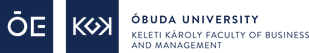 ÓE KGK ÓBUDA UNIVERSITY
KELETI KÁROLY FACULTY OF BUSINESS
AND MANAGEMENT